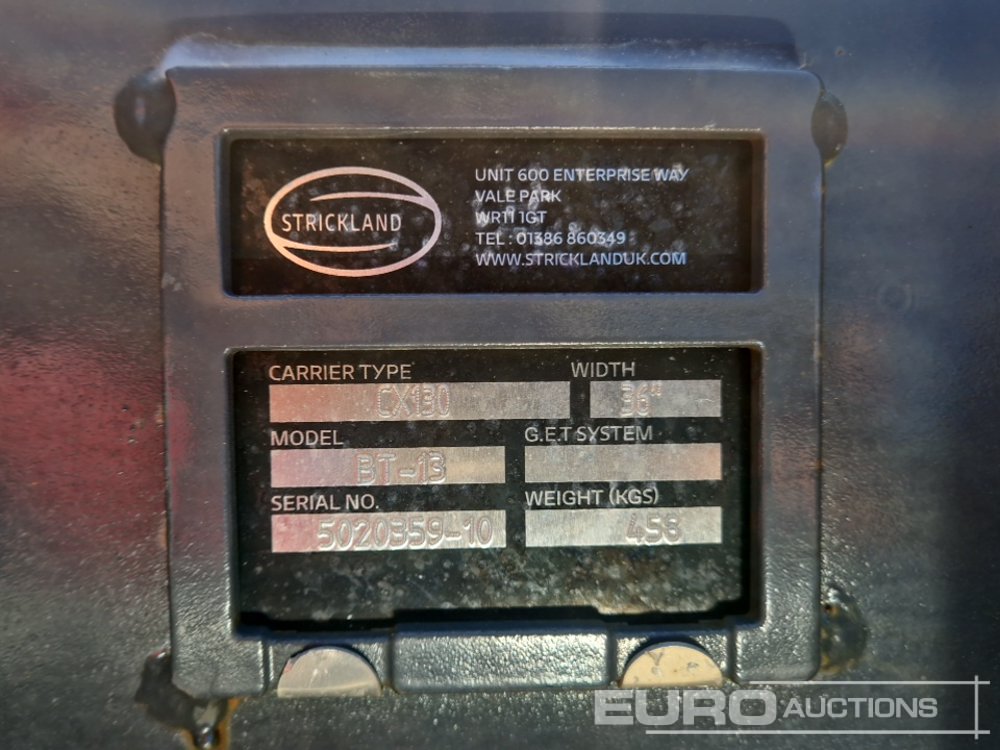 STRICKLAND
UNIT 600 ENTERPRISE WAY
VALE PARK
WR11 1GT
TEL : 01386 860349
WWW.STRICKLANDUK.COM
CARRIER TYPE
CX130
WIDTH
36"
MODEL
BT-13
G.E.T SYSTEM
SERIAL NO.
5020359-10
WEIGHT (KGS)
458
EURO AUCTIONS